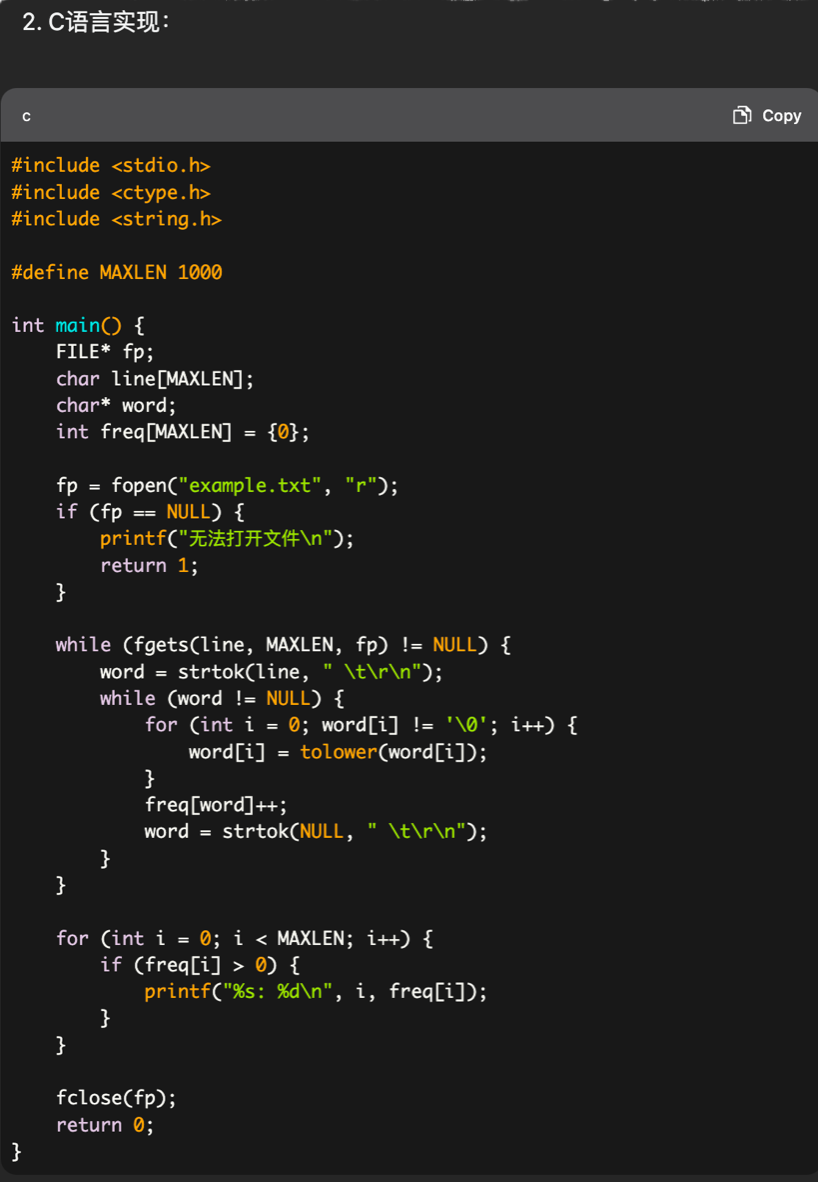 2. C语言实现：
c
Copy
#include <stdio.h>
#include <ctype.h>
#include <string.h>
#define MAXLEN 1000
int main() {
    FILE* fp;
    char line[MAXLEN];
    char* word;
    int freq[MAXLEN] = {0};
    fp = fopen("example.txt", "r");
    if (fp == NULL) {
        printf("无法打开文件\n");
        return 1;
    }
    while (fgets(line, MAXLEN, fp) != NULL) {
        word = strtok(line, " \t\r\n");
        while (word != NULL) {
            for (int i = 0; word[i] != '\0'; i++) {
                word[i] = tolower(word[i]);
            }
            freq[word]++;
            word = strtok(NULL, " \t\r\n");
        }
    }
    for (int i = 0; i < MAXLEN; i++) {
        if (freq[i] > 0) {
            printf("%s: %d\n", i, freq[i]);
        }
    }
    fclose(fp);
    return 0;
}